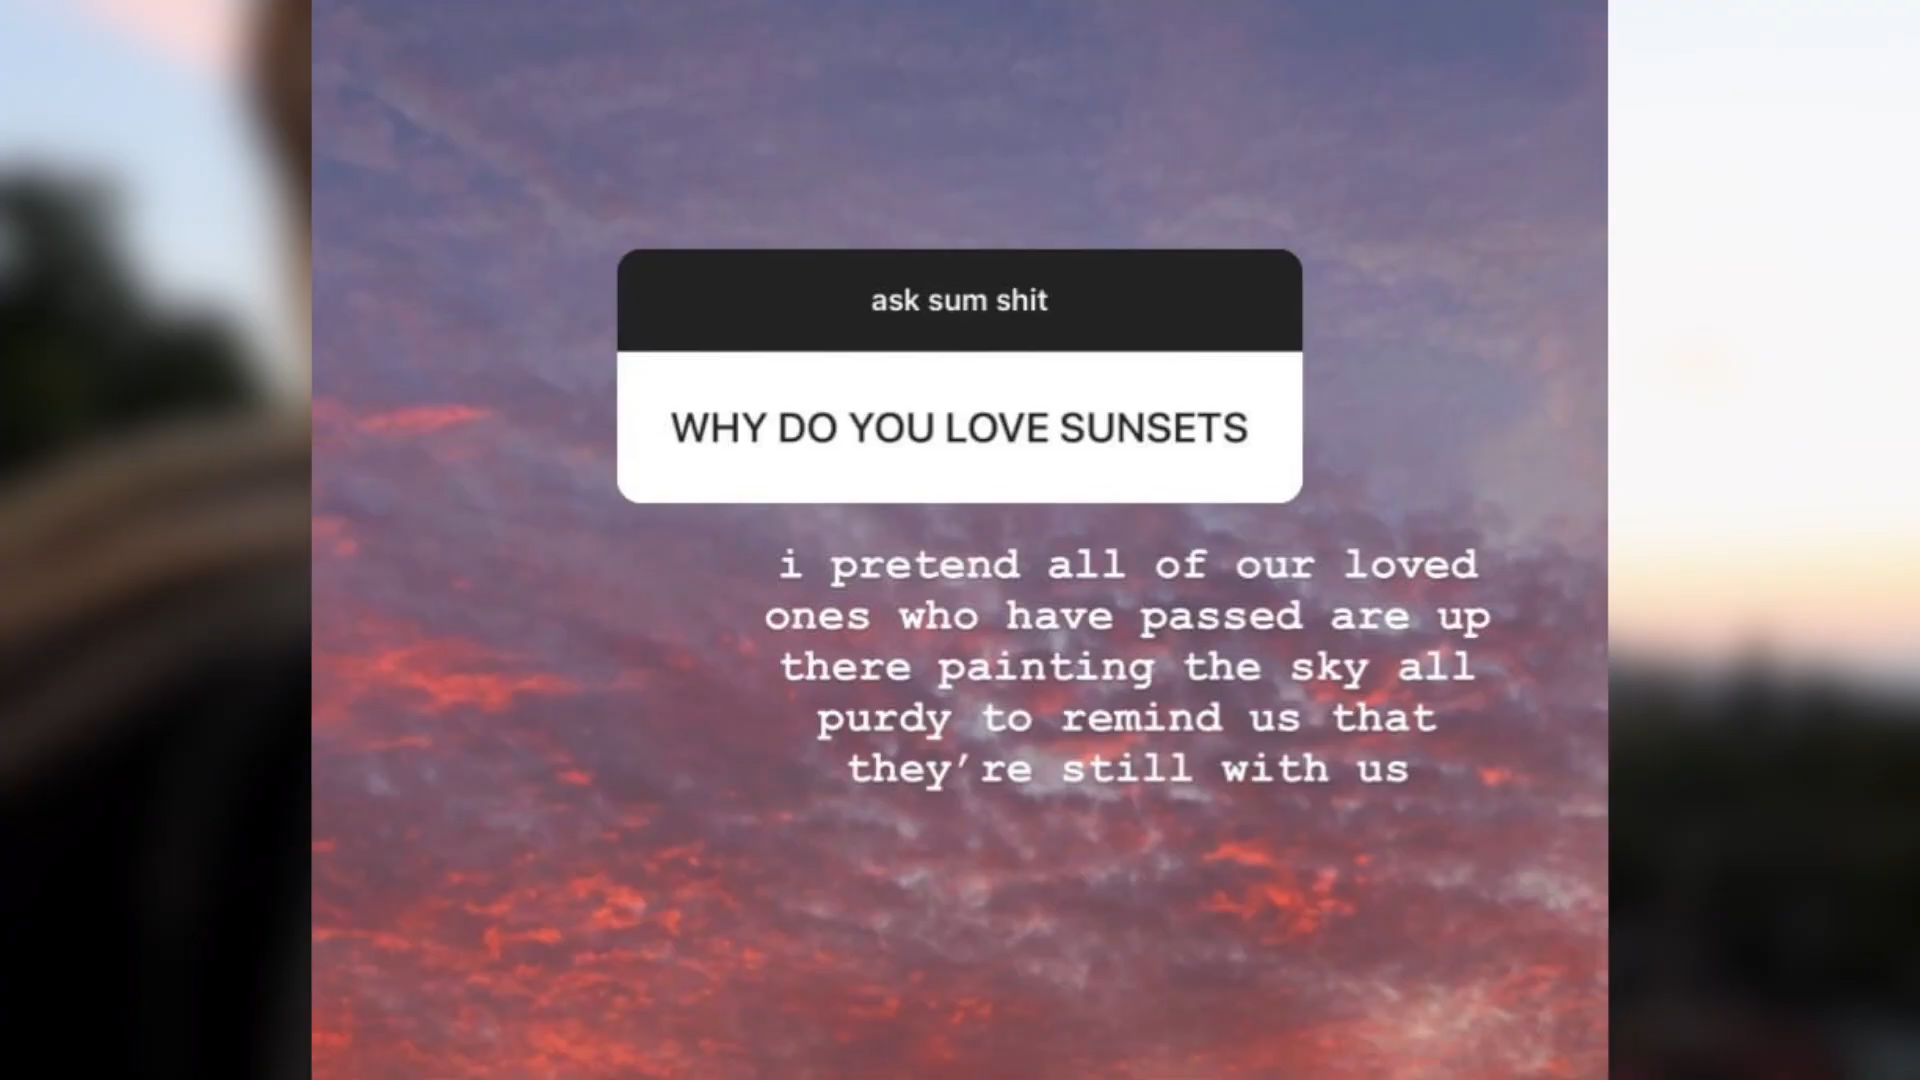 ask sum shit
WHY DO YOU LOVE SUNSETS
i pretend all of our loved
ones who have passed are up
there painting the sky all
purdy to remind us that
they’re still with us